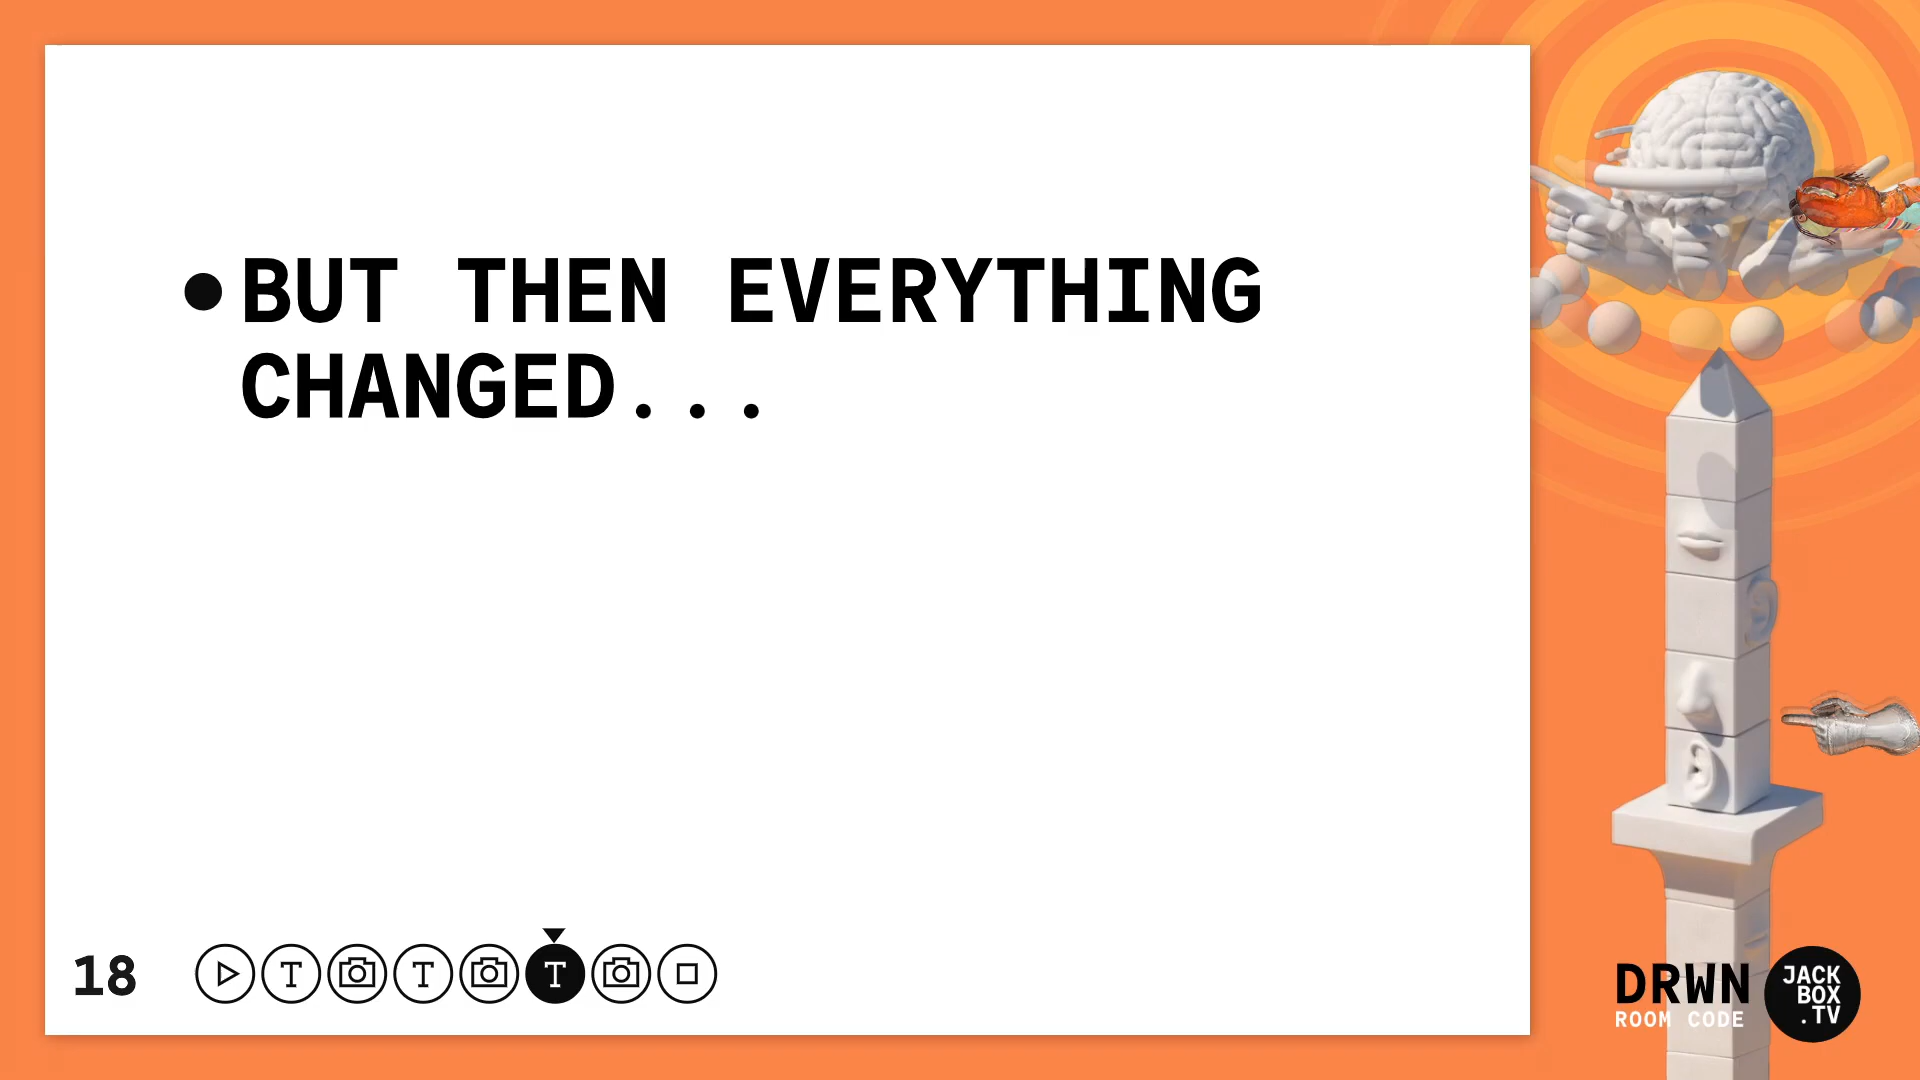 ●BUT THEN EVERYTHING
CHANGED...
18
T
T
T
DRWN
ROOM CODE
JACK
BOX
.TV